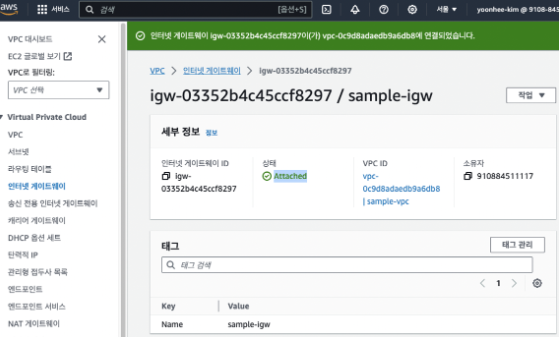 aws
서비스
검색
[옵션+S]
서울
yoonhee-kim @ 9108-845
VPC 대시보드
EC2 글로벌 보기
VPC로 필터링:
VPC 선택
Virtual Private Cloud
VPC
서브넷
라우팅 테이블
인터넷 게이트웨이
송신 전용 인터넷 게이트웨이
캐리어 게이트웨이
DHCP 옵션 세트
탄력적 IP
관리형 접두사 목록
엔드포인트
엔드포인트 서비스
NAT 게이트웨이
인터넷 게이트웨이 igw-03352b4c45ccf8297이(가) vpc-0c9d8adaedb9a6db8에 연결되었습니다.
VPC > 인터넷 게이트웨이 > igw-03352b4c45ccf8297
igw-03352b4c45ccf8297 / sample-igw
작업
세부 정보 정보
인터넷 게이트웨이 ID
igw-
03352b4c45ccf8297
상태
Attached
VPC ID
vpc-
0c9d8adaedb9a6db8
| sample-vpc
소유자
910884511117
태그
태그 관리
태그 검색
1
Key Value
Name sample-igw